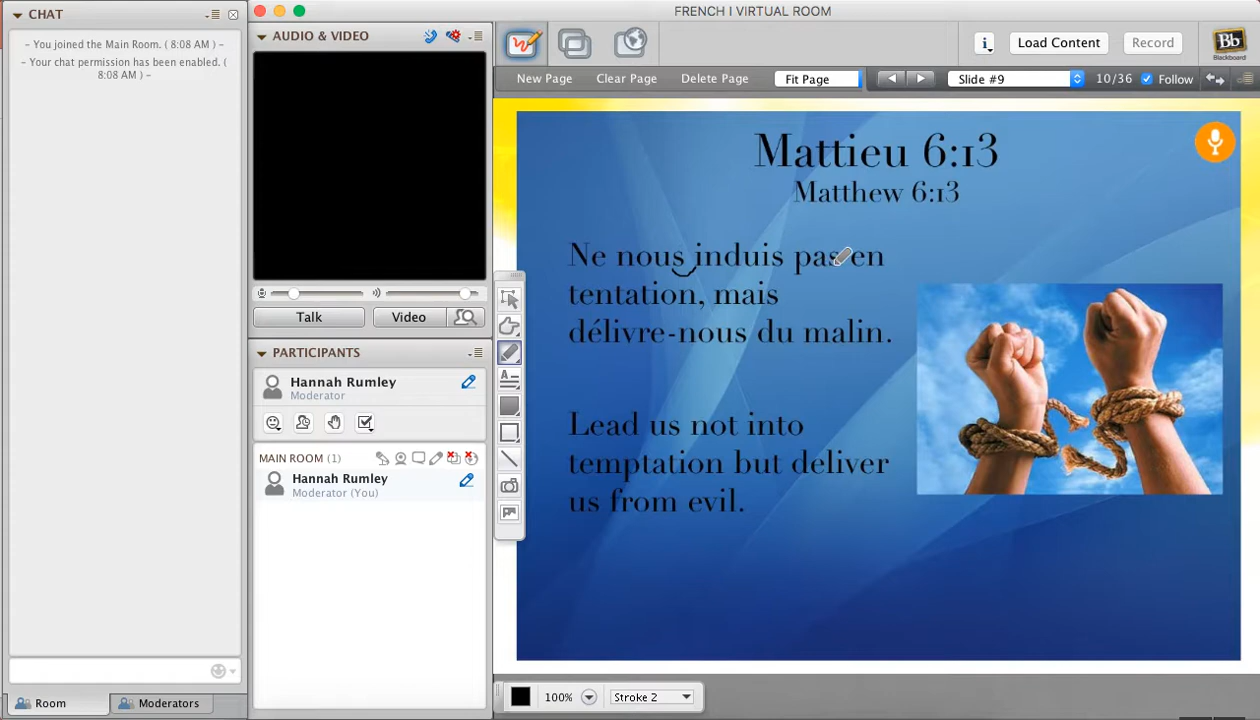 CHAT
– You joined the Main Room. ( 8:08 AM ) –
– Your chat permission has been enabled. (
8:08 AM ) –
Room
Moderators
AUDIO & VIDEO
Talk
Video
PARTICIPANTS
Hannah Rumley
Moderator
MAIN ROOM (1)
Hannah Rumley
Moderator (You)
FRENCH I VIRTUAL ROOM
i
Load Content
Record
Bb
Blackboard
New Page
Clear Page
Delete Page
Fit Page
Slide #9
10/36
Follow
Mattieu 6:13
Matthew 6:13
Ne nous induis pas en
tentation, mais
délivre-nous du malin.
Lead us not into
temptation but deliver
us from evil.
A
100%
Stroke 2